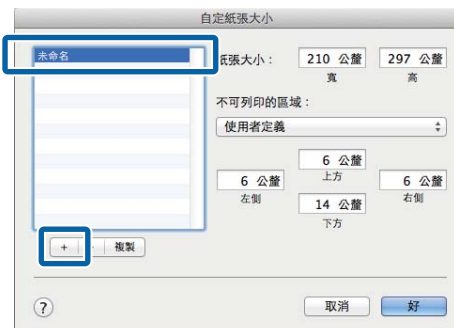 自定紙張大小
未命名
紙張大小：
210 公釐
297 公釐
寬
高
不可列印的區域：
使用者定義
6 公釐
上方
6 公釐
左側
6 公釐
右側
14 公釐
下方
+
-
複製
?
取消
好